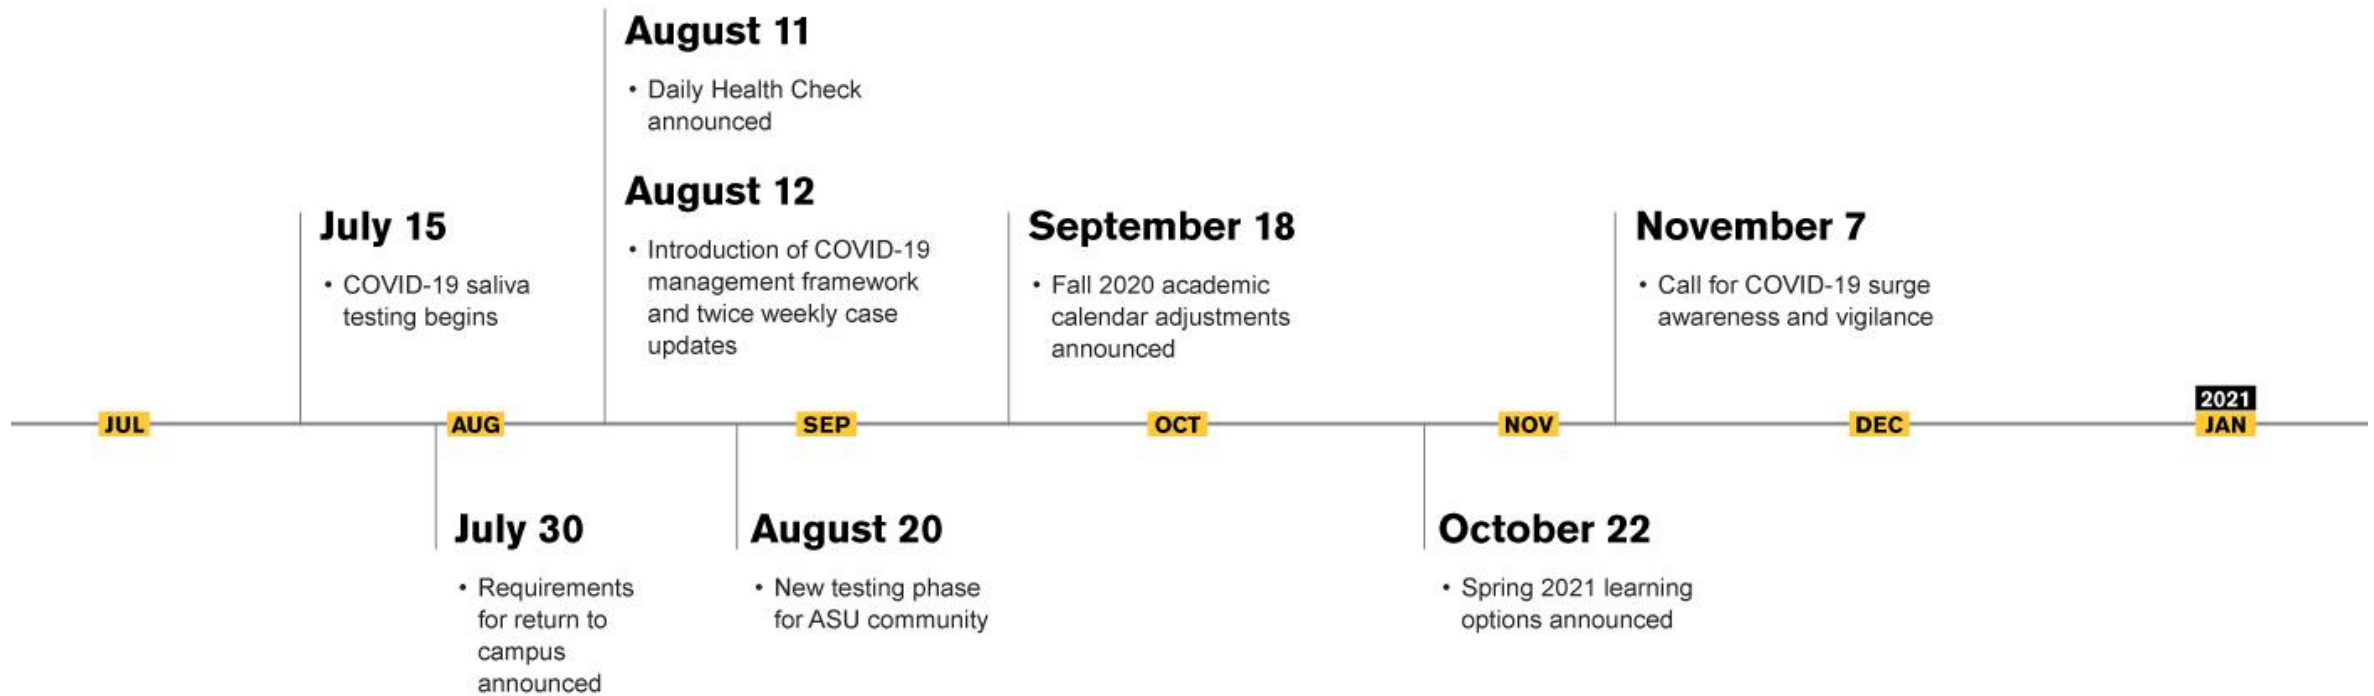 August 11
• Daily Health Check
announced
August 12
• Introduction of COVID-19
management framework
and twice weekly case
updates
July 15
• COVID-19 saliva
testing begins
September 18
• Fall 2020 academic
calendar adjustments
announced
November 7
• Call for COVID-19 surge
awareness and vigilance
2021
JUL
AUG
SEP
OCT
NOV
DEC
JAN
July 30
• Requirements
for return to
campus
announced
August 20
• New testing phase
for ASU community
October 22
• Spring 2021 learning
options announced